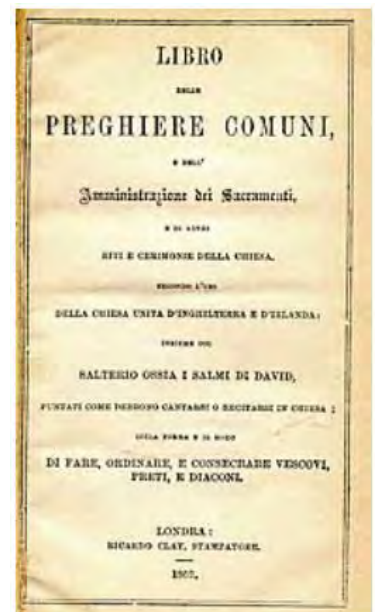 LIBRO
DELLE
PREGHIERE COMUNI,
E DELL'
Amministrazione dei Sacramenti,
E DI ALTRI
RITI E CERIMONIE DELLA CHIESA,
SECONDO L'USO
DELLA CHIESA UNITA D'INGHILTERRA E D'IRLANDA:
INSIEME COL
SALTERIO OSSIA I SALMI DI DAVID,
PUNTATI COME DEBBONO CANTARSI O RECITARSI IN CHIESA;
COLLA FORMA E IL MODO
DI FARE, ORDINARE, E CONSECRARE VESCOVI,
PRETI, E DIACONI.
LONDRA:
RICARDO CLAY, STAMPATORE.